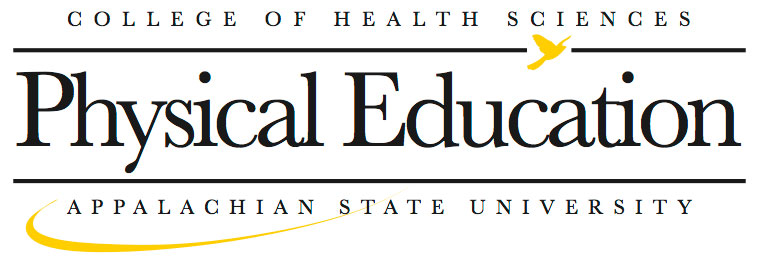 COLLEGE OF HEALTH SCIENCES
Physical Education
APPALACHIAN STATE UNIVERSITY